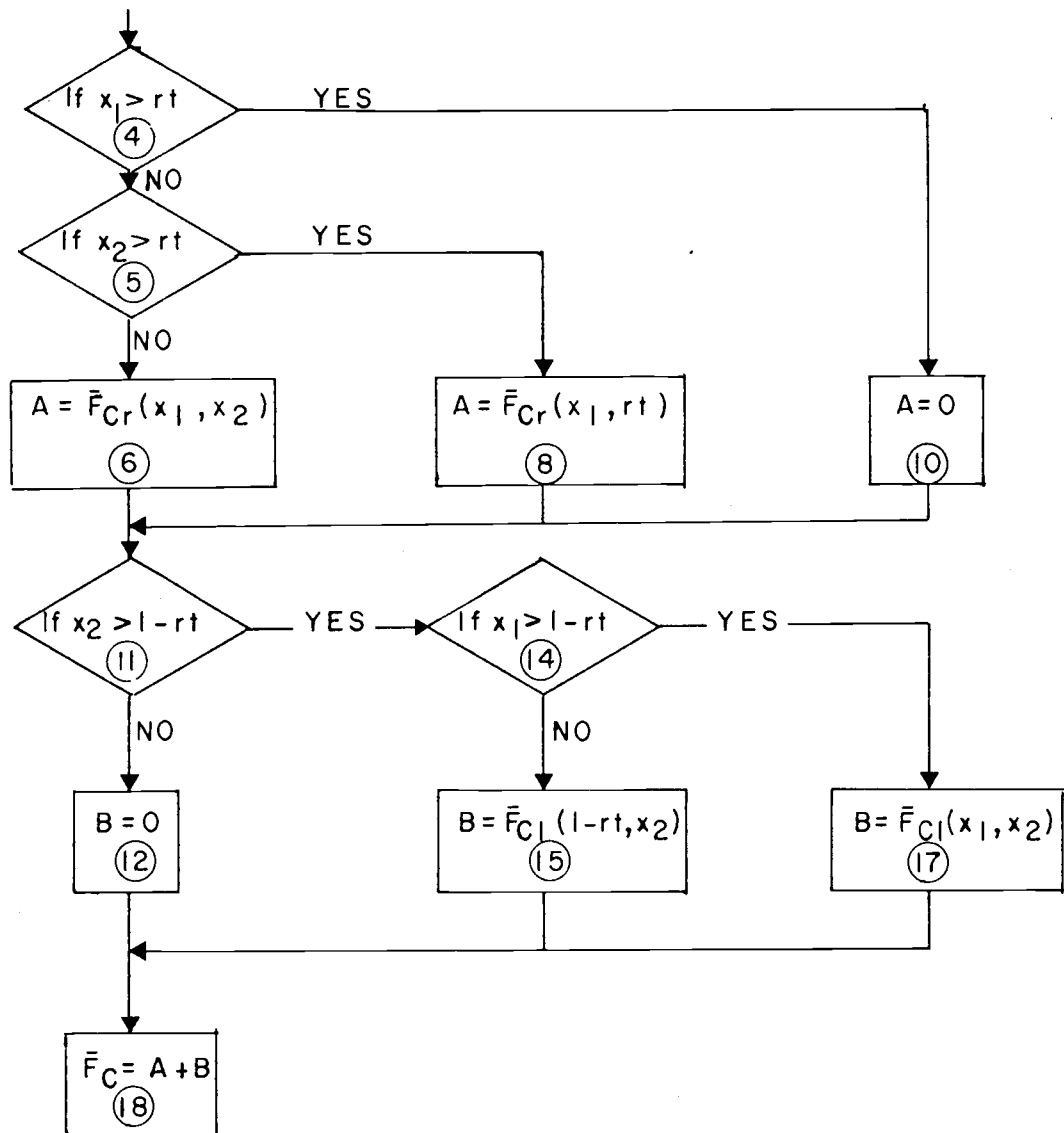 If x₁ > rt
④
YES
NO
If x₂ > rt
⑤
YES
NO
A = F̄Cr (x₁, x₂)
⑥
A = F̄Cr (x₁, rt)
⑧
A = 0
⑩
If x₂ > 1 - rt
⑪
YES
If x₁ > 1 - rt
⑭
YES
NO
NO
B = 0
⑫
B = F̄Cl (1-rt, x₂)
⑮
B = F̄Cl (x₁, x₂)
⑰
F̄C = A + B
⑱